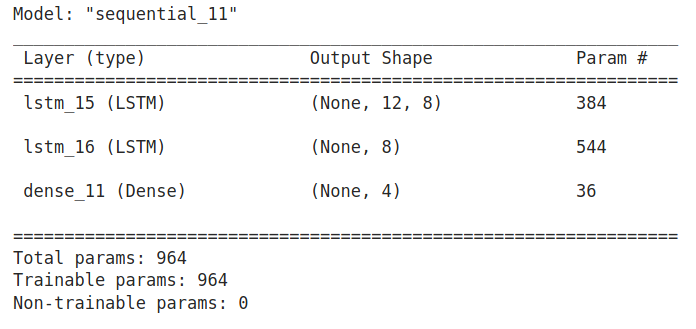 Model: "sequential_11"
_________________________________________________________________
Layer (type)                Output Shape              Param #
=================================================================
lstm_15 (LSTM)              (None, 12, 8)             384
lstm_16 (LSTM)              (None, 8)                 544
dense_11 (Dense)            (None, 4)                 36
=================================================================
Total params: 964
Trainable params: 964
Non-trainable params: 0